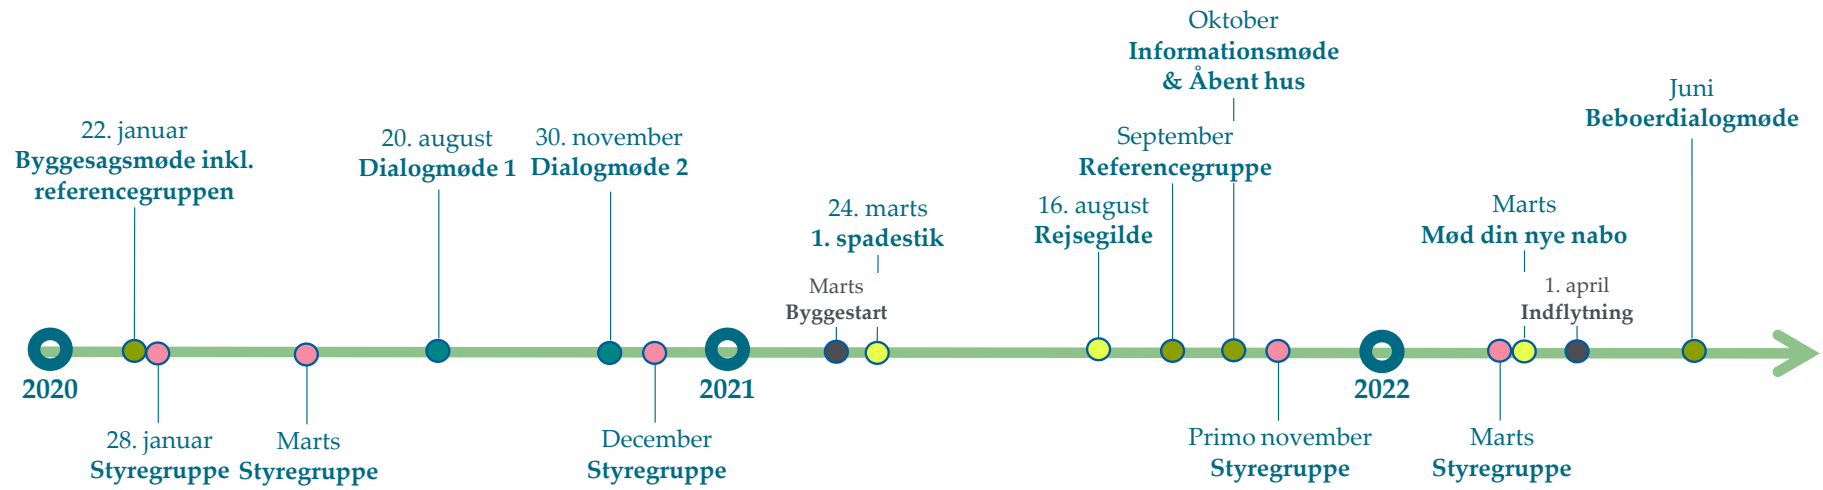 22. januar
Byggesagsmøde inkl.
referencegruppen
20. august
Dialogmøde 1
30. november
Dialogmøde 2
24. marts
1. spadestik
Marts
Byggestart
16. august
Rejsegilde
September
Referencegruppe
Oktober
Informationsmøde
& Åbent hus
Marts
Mød din nye nabo
1. april
Indflytning
Juni
Beboerdialogmøde
2020
2021
2022
28. januar
Styregruppe
Marts
Styregruppe
December
Styregruppe
Primo november
Styregruppe
Marts
Styregruppe